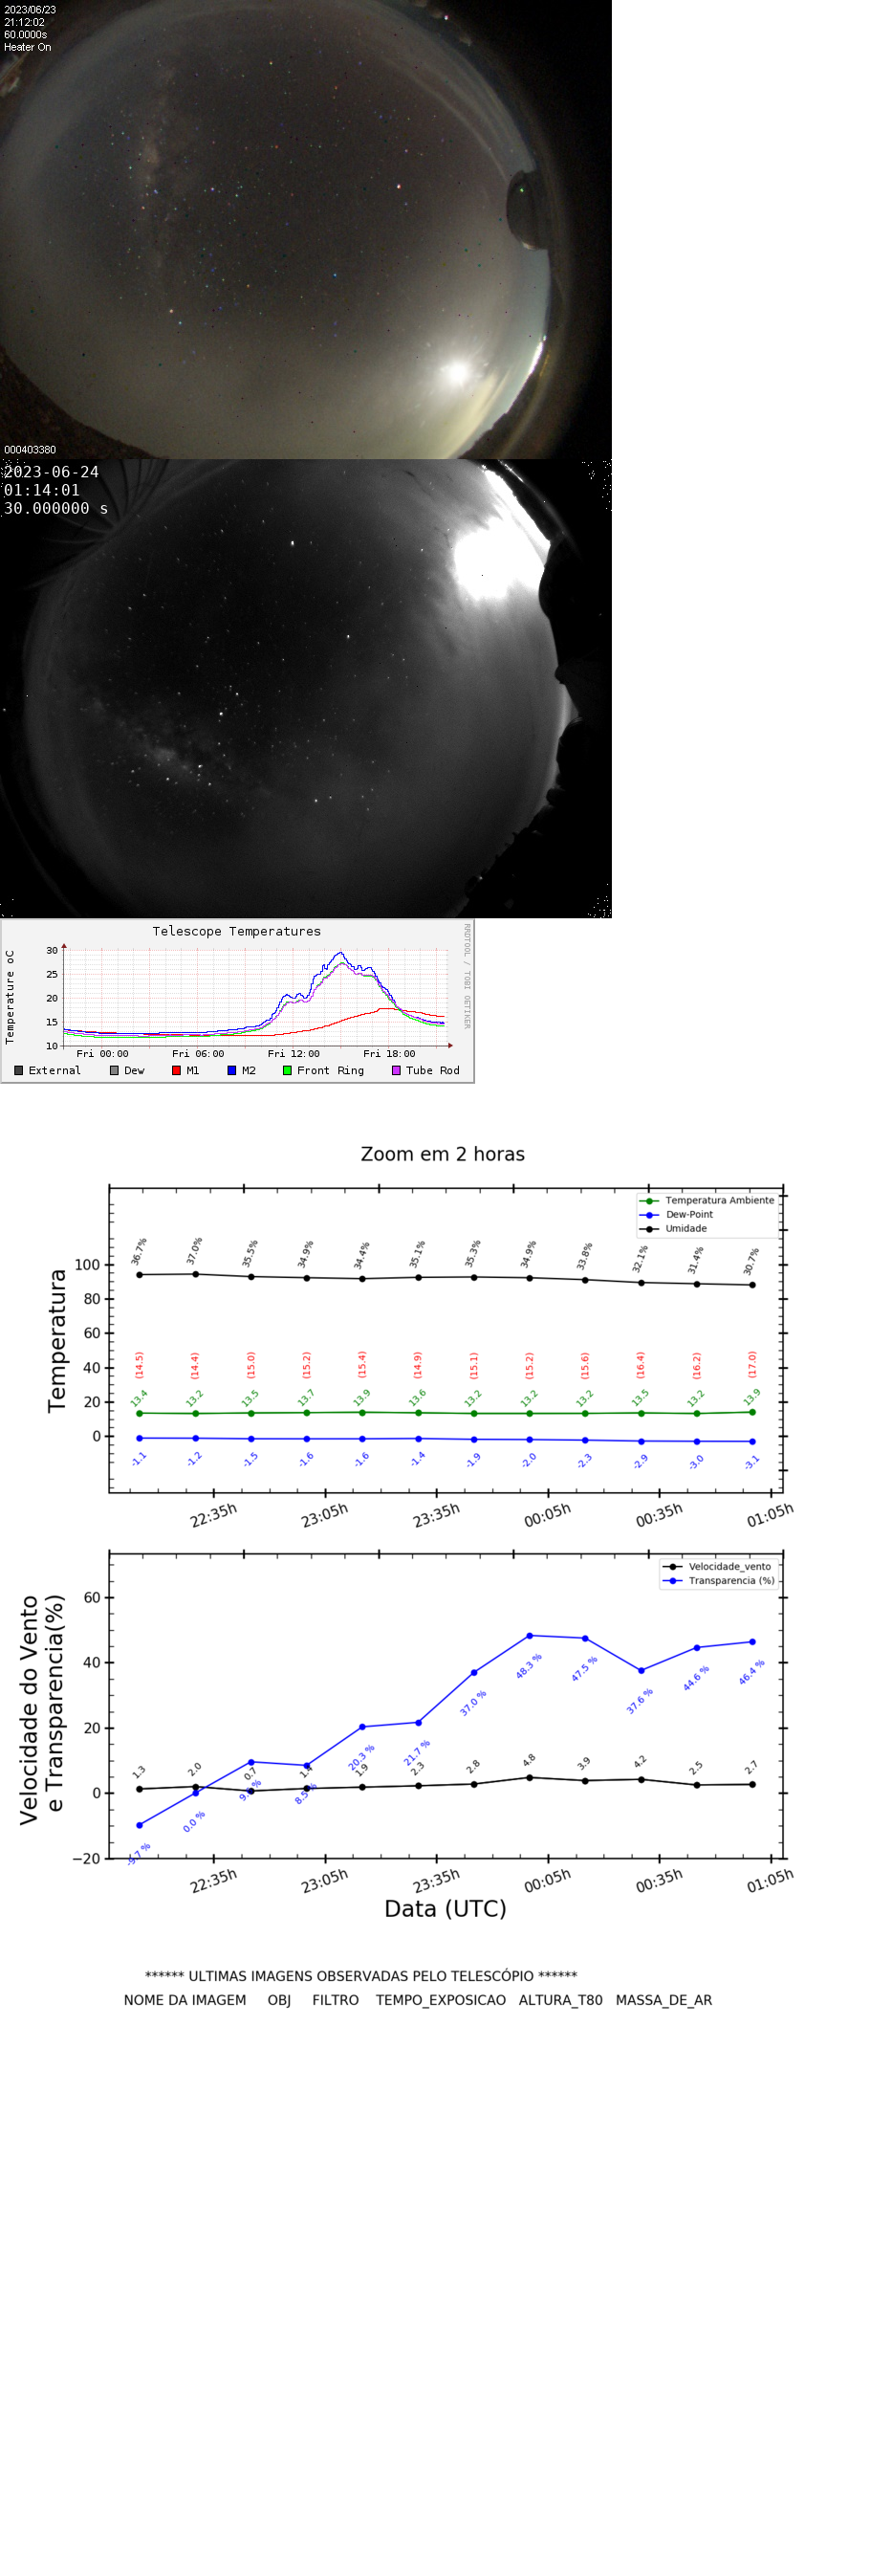 2023/06/23
21:12:02
60.0000s
Heater On
000403380
2023-06-24
01:14:01
30.000000 s
Telescope Temperatures
RRDTOOL / TOBI OETIKER
Temperature oC
30
25
20
15
10
Fri 00:00 Fri 06:00 Fri 12:00 Fri 18:00
External Dew M1 M2 Front Ring Tube Rod
Zoom em 2 horas
Temperatura Ambiente
Dew-Point
Umidade
Temperatura
100
80
60
40
20
0
36.7% 37.0% 35.5% 34.9% 34.4% 35.1% 35.3% 34.9% 33.8% 32.1% 31.4% 30.7%
(14.5) (14.4) (15.0) (15.2) (15.4) (14.9) (15.1) (15.2) (15.6) (16.4) (16.2) (17.0)
13.4 13.2 13.5 13.7 13.9 13.6 13.2 13.2 13.2 13.5 13.2 13.9
-1.1 -1.2 -1.5 -1.6 -1.6 -1.4 -1.9 -2.0 -2.3 -2.9 -3.0 -3.1
22:35h 23:05h 23:35h 00:05h 00:35h 01:05h
Velocidade_vento
Transparencia (%)
Velocidade do Vento
e Transparencia(%)
60
40
20
0
−20
1.3 2.0 0.7 1.9 2.3 2.8 4.8 3.9 4.2 2.5 2.7
-9.7 % 0.0 % 20.3 % 21.7 % 37.0 % 48.3 % 47.5 % 37.6 % 44.6 % 46.4 %
22:35h 23:05h 23:35h 00:05h 00:35h 01:05h
Data (UTC)
****** ULTIMAS IMAGENS OBSERVADAS PELO TELESCÓPIO ******
NOME DA IMAGEM OBJ FILTRO TEMPO_EXPOSICAO ALTURA_T80 MASSA_DE_AR